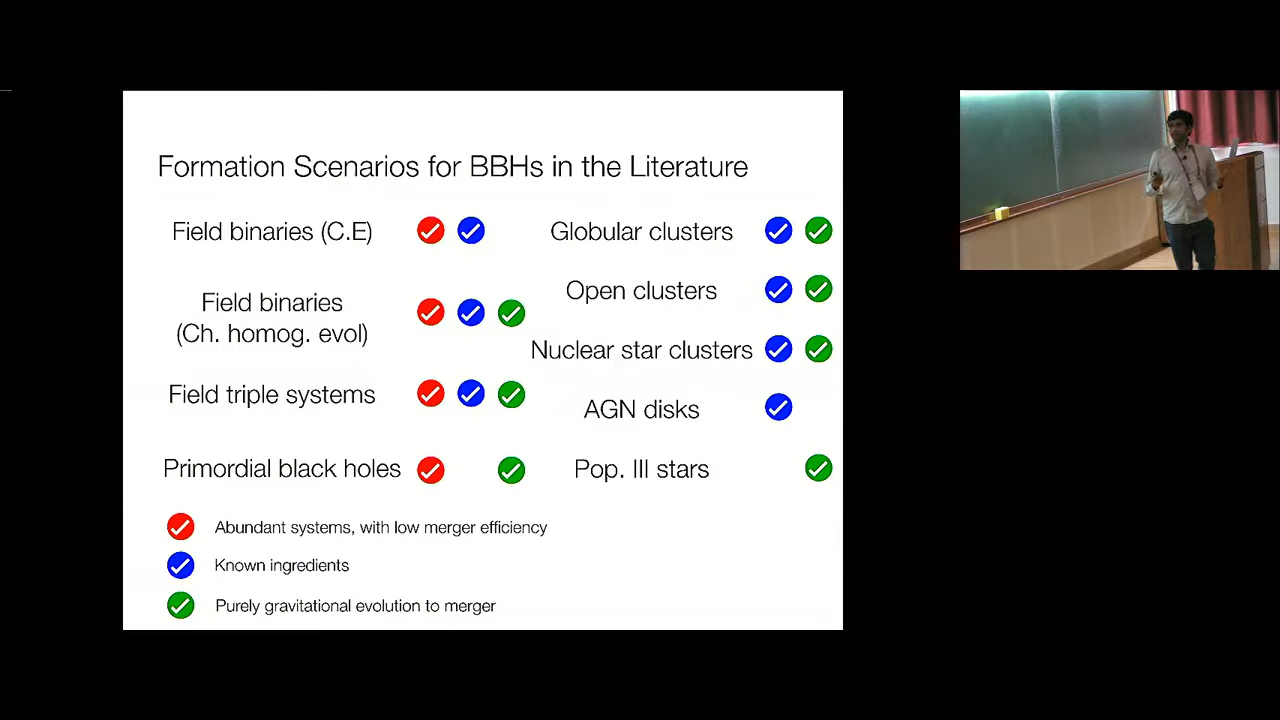 Formation Scenarios for BBHs in the Literature
Field binaries (C.E)
Field binaries
(Ch. homog. evol)
Field triple systems
Primordial black holes
Globular clusters
Open clusters
Nuclear star clusters
AGN disks
Pop. III stars
Abundant systems, with low merger efficiency
Known ingredients
Purely gravitational evolution to merger